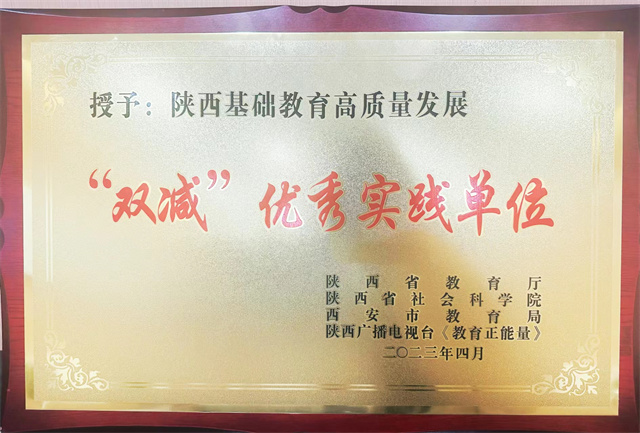 授予：陕西基础教育高质量发展
“双减”优秀实践单位
陕西省教育厅
陕西省社会科学院
西安市教育局
陕西广播电视台《教育正能量》
二〇二三年四月